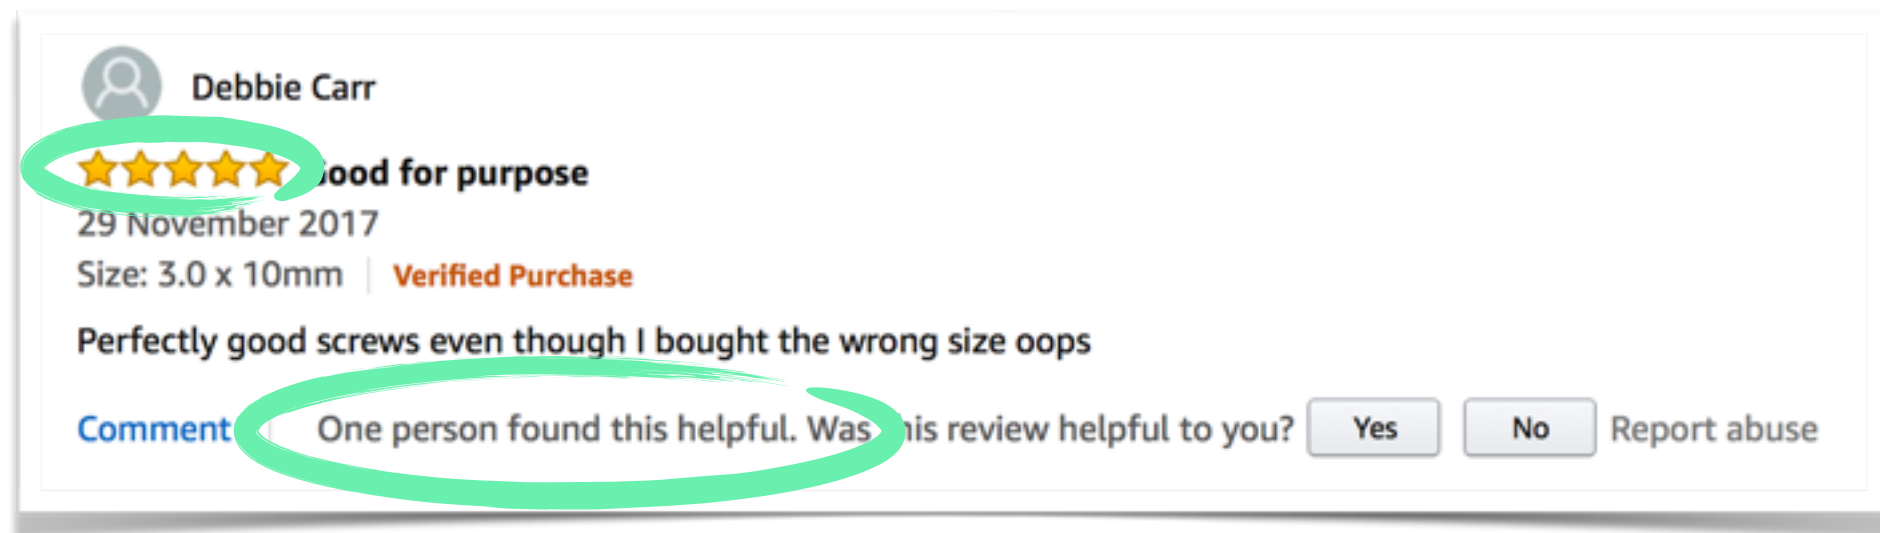 Debbie Carr
Good for purpose
29 November 2017
Size: 3.0 x 10mm Verified Purchase
Perfectly good screws even though I bought the wrong size oops
Comment One person found this helpful. Was this review helpful to you? Yes No Report abuse